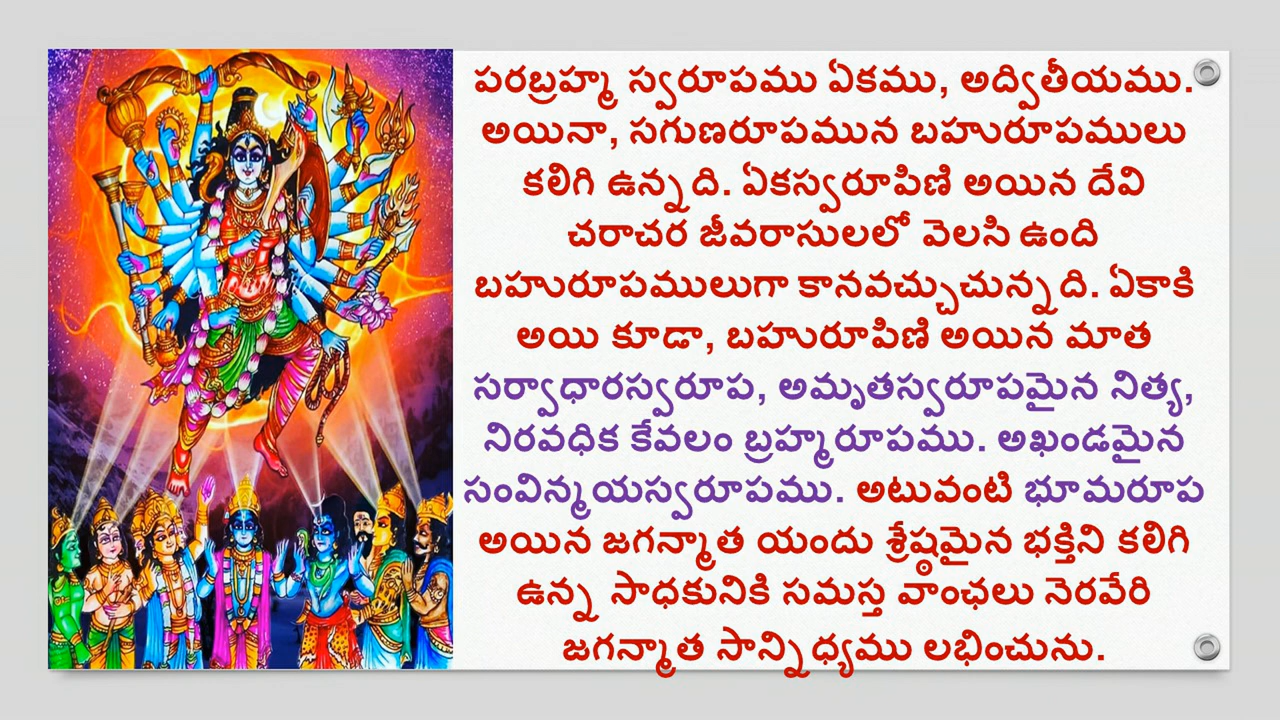 పరబ్రహ్మ స్వరూపము ఏకము, అద్వితీయము.
అయినా, సగుణరూపమున బహురూపములు
కలిగి ఉన్నది. ఏకస్వరూపిణి అయిన దేవి
చరాచర జీవరాసులలో వెలసి ఉంది
బహురూపములుగా కానవచ్చుచున్నది. ఏకాకి
అయి కూడా, బహురూపిణి అయిన మాత
సర్వాధారస్వరూప, అమృతస్వరూపమైన నిత్య,
నిరవధిక కేవలం బ్రహ్మరూపము. అఖండమైన
సంవిన్మయస్వరూపము. అటువంటి భూమరూప
అయిన జగన్మాత యందు శ్రేష్ఠమైన భక్తిని కలిగి
ఉన్న సాధకునికి సమస్త వాంఛలు నెరవేరి
జగన్మాత సాన్నిధ్యము లభించును.